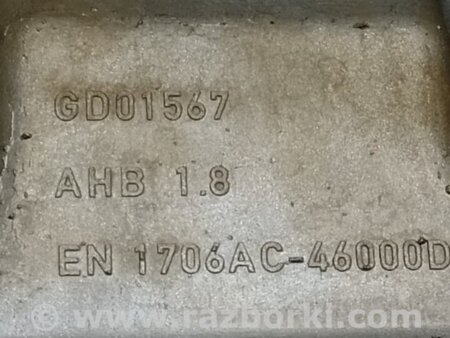 GD01567
AHB 1.8
EN 1706AC-46000D
© www.razborki.com